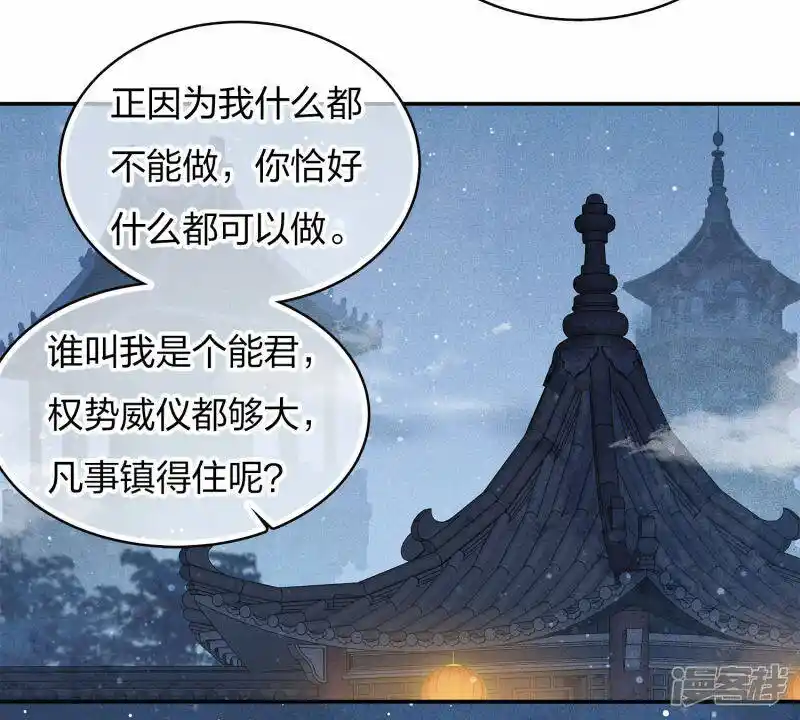 正因为我什么都
不能做，你恰好
什么都可以做。
谁叫我是个能君，
权势威仪都够大，
凡事镇得住呢？
漫客栈